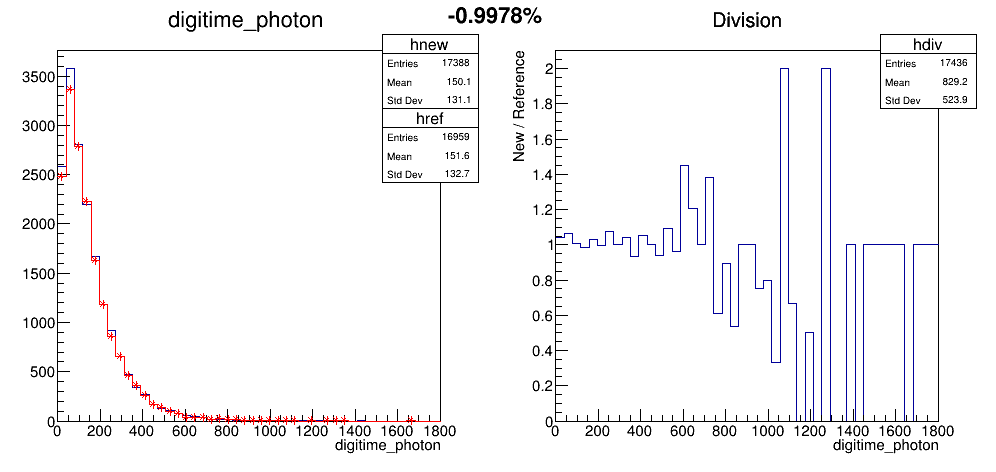 digitime_photon
-0.9978%
Division
hnew
Entries 17388
Mean 150.1
Std Dev 131.1
href
Entries 16959
Mean 151.6
Std Dev 132.7
3500
3000
2500
2000
1500
1000
500
0
0 200 400 600 800 1000 1200 1400 1600 1800
digitime_photon
hdiv
Entries 17436
Mean 829.2
Std Dev 523.9
New / Reference
2
1.8
1.6
1.4
1.2
1
0.8
0.6
0.4
0.2
0
0 200 400 600 800 1000 1200 1400 1600 1800
digitime_photon